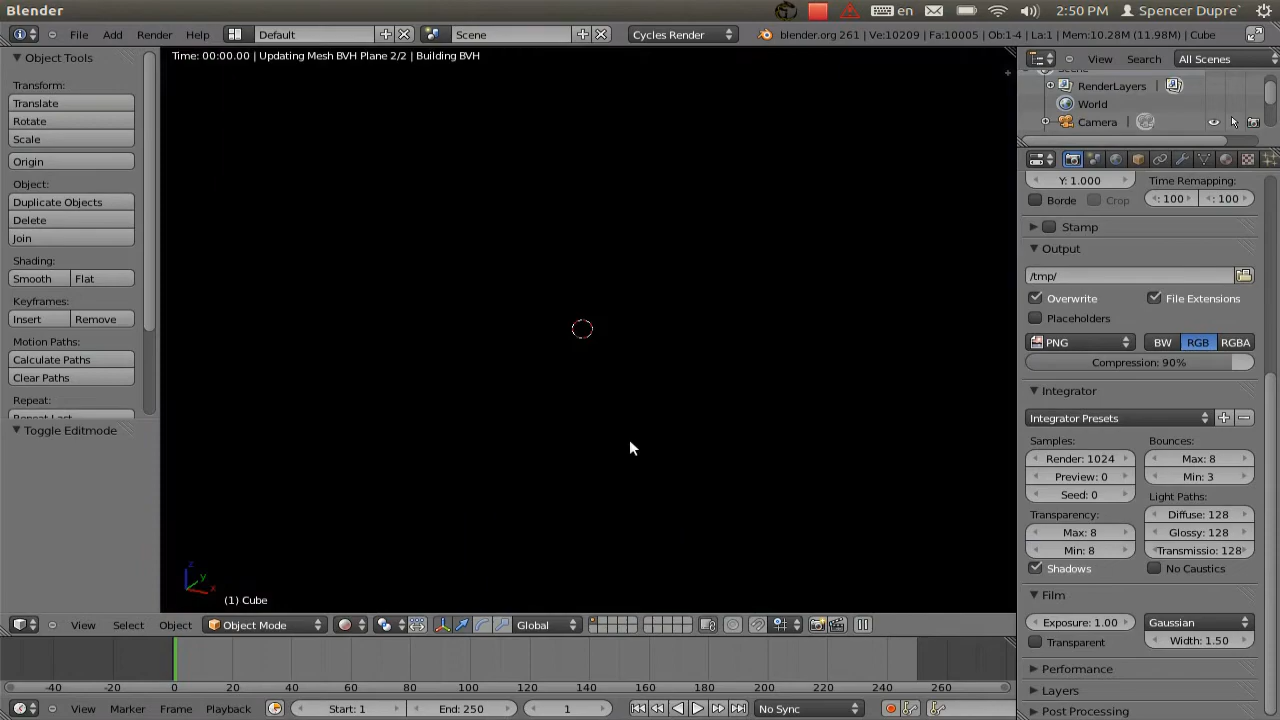 Blender
en
2:50 PM
Spencer Dupre'
File Add Render Help
Default
Scene
Cycles Render
blender.org 261 | Ve:10209 | Fa:10005 | Ob:1-4 | La:1 | Mem:10.28M (11.98M) | Cube
Object Tools
Transform:
Translate
Rotate
Scale
Origin
Object:
Duplicate Objects
Delete
Join
Shading:
Smooth Flat
Keyframes:
Insert Remove
Motion Paths:
Calculate Paths
Clear Paths
Repeat:
Toggle Editmode
Time: 00:00.00 | Updating Mesh BVH Plane 2/2 | Building BVH
z
y
x
(1) Cube
View Select Object Object Mode Global
-40 -20 0 20 40 60 80 100 120 140 160 180 200 220 240 260
View Marker Frame Playback Start: 1 End: 250 1 No Sync
View Search All Scenes
RenderLayers |
World
Camera |
Y: 1.000
Time Remapping:
Borde Crop : 100 : 100
Stamp
Output
/tmp/
Overwrite File Extensions
Placeholders
PNG BW RGB RGBA
Compression: 90%
Integrator
Integrator Presets
Samples: Bounces:
Render: 1024 Max: 8
Preview: 0 Min: 3
Seed: 0 Light Paths:
Transparency: Diffuse: 128
Max: 8 Glossy: 128
Min: 8 Transmissio: 128
Shadows No Caustics
Film
Exposure: 1.00 Gaussian
Transparent Width: 1.50
Performance
Layers
Post Processing